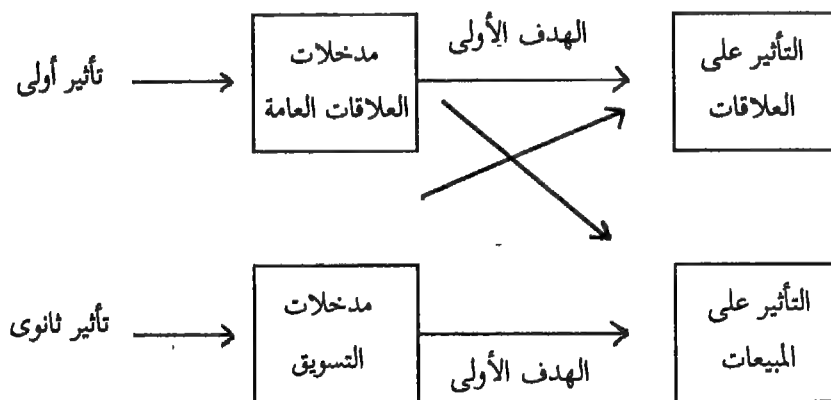 الهدف الأولى
تأثير أولى
مدخلات
العلاقات العامة
التأثير على
العلاقات
تأثير ثانوى
مدخلات
التسويق
الهدف الأولى
التأثير على
المبيعات